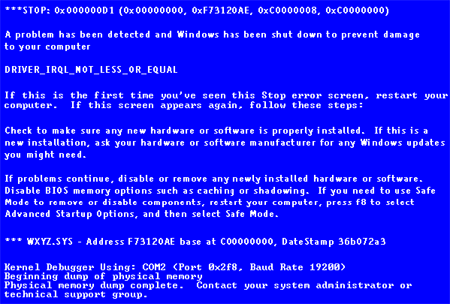 ***STOP: 0x000000D1 (0x00000000, 0xF73120AE, 0xC0000008, 0xC0000000)
A problem has been detected and Windows has been shut down to prevent damage
to your computer
DRIVER_IRQL_NOT_LESS_OR_EQUAL
If this is the first time you've seen this Stop error screen, restart your
computer. If this screen appears again, follow these steps:
Check to make sure any new hardware or software is properly installed. If this is a
new installation, ask your hardware or software manufacturer for any Windows updates
you might need.
If problems continue, disable or remove any newly installed hardware or software.
Disable BIOS memory options such as caching or shadowing. If you need to use Safe
Mode to remove or disable components, restart your computer, press f8 to select
Advanced Startup Options, and then select Safe Mode.
*** WXYZ.SYS - Address F73120AE base at C00000000, DateStamp 36b072a3
Kernel Debugger Using: COM2 (Port 0x2f8, Baud Rate 19200)
Beginning dump of physical memory
Physical memory dump complete. Contact your system administrator or
technical support group.